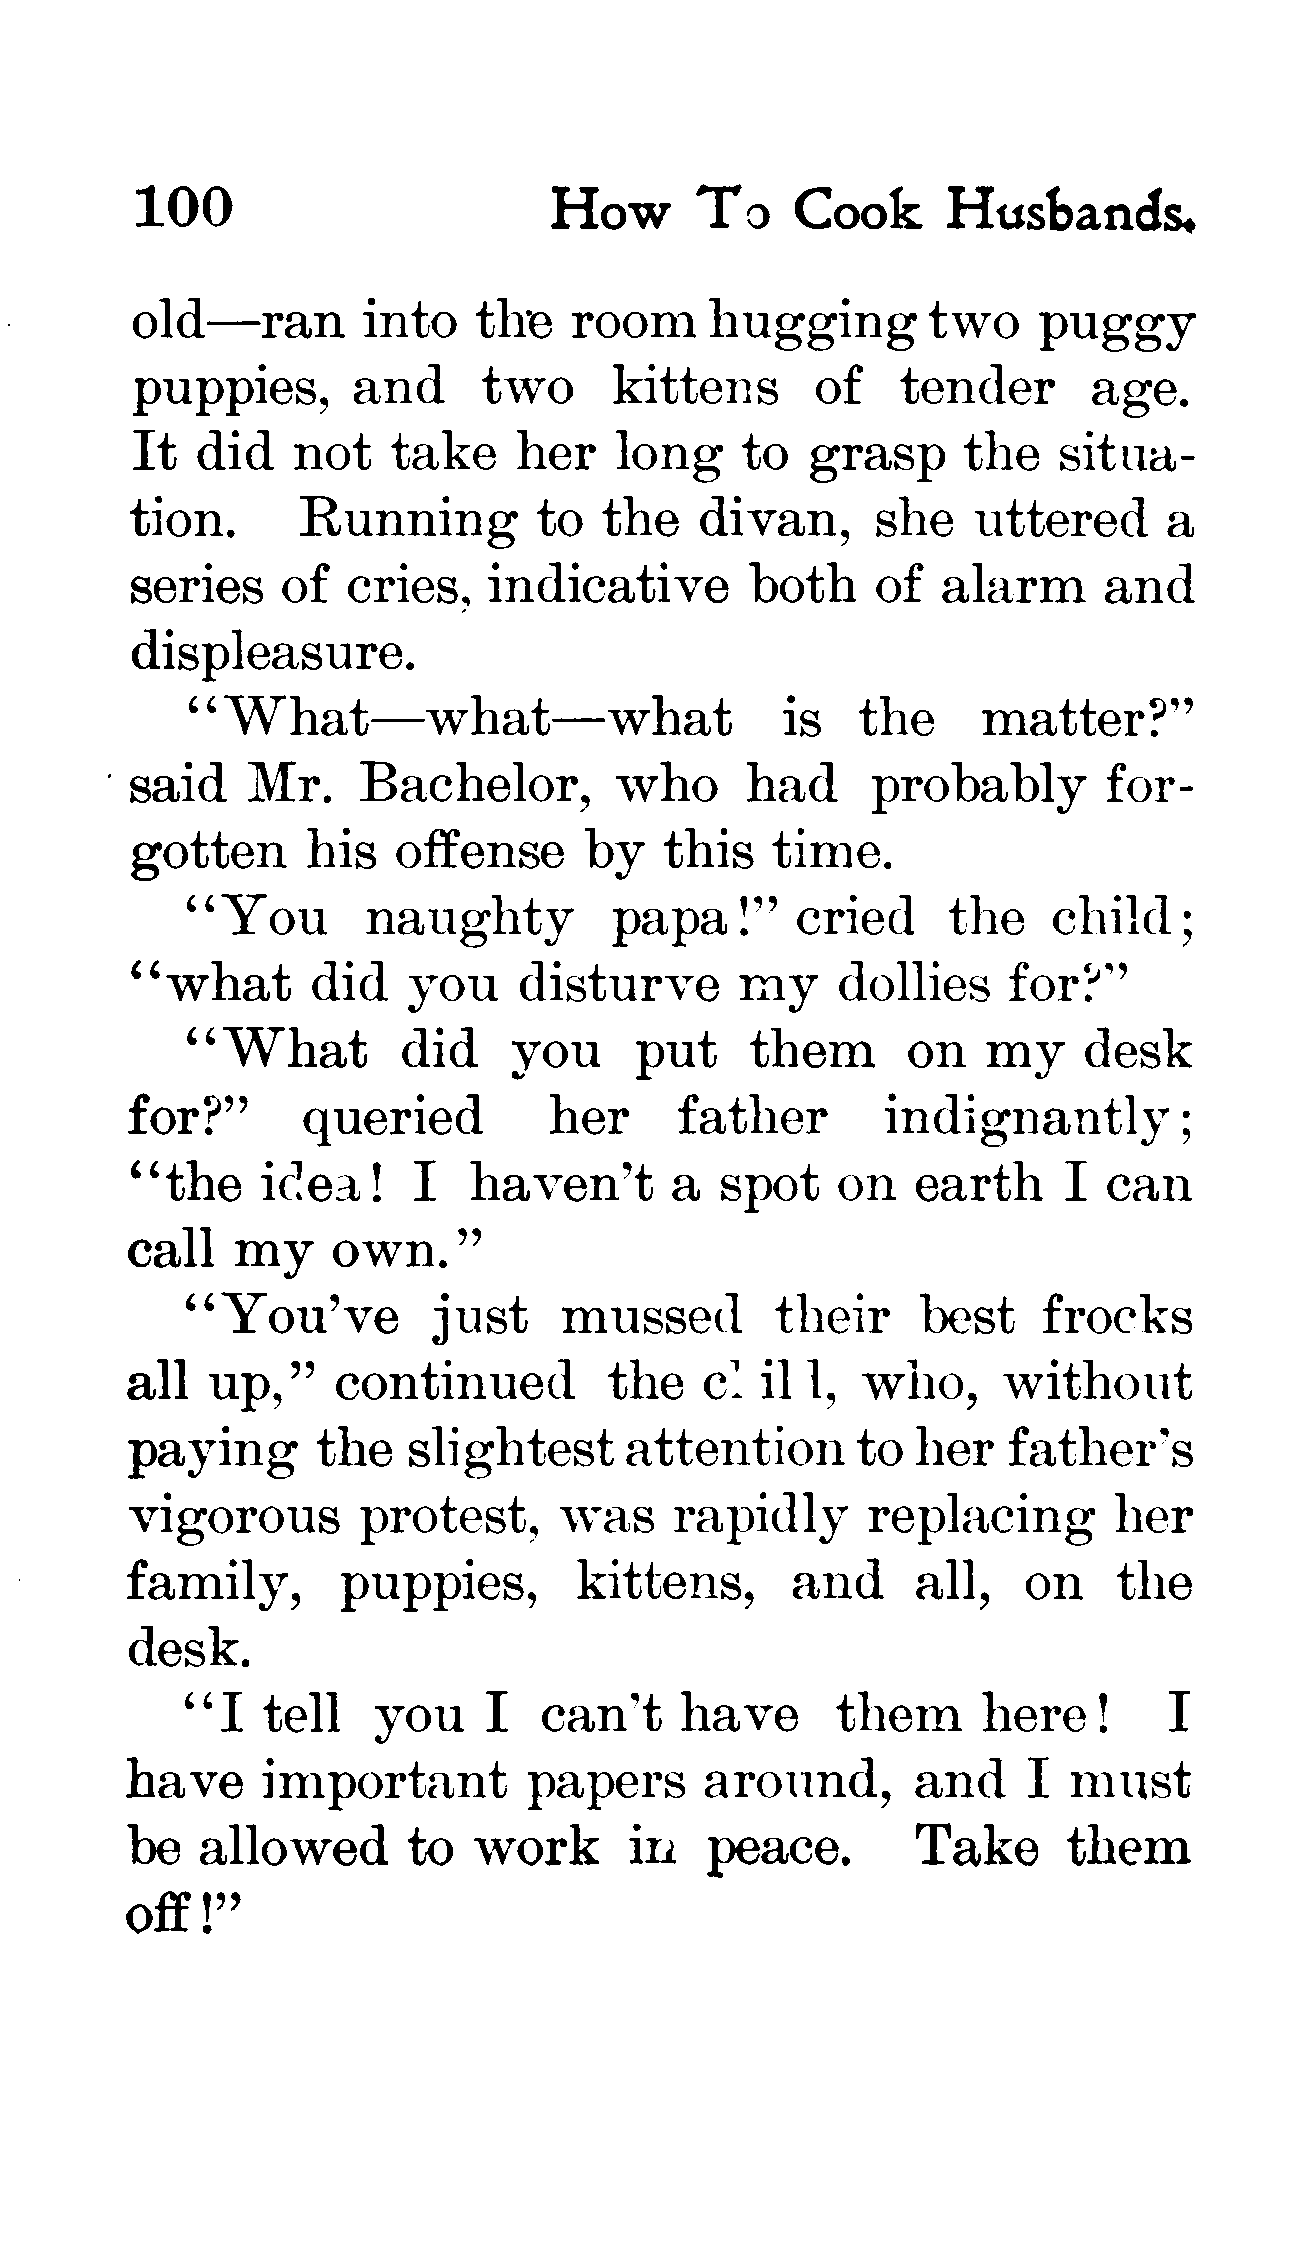 100 How To Cook Husbands.
old—ran into the room hugging two puggy
puppies, and two kittens of tender age.
It did not take her long to grasp the situa-
tion. Running to the divan, she uttered a
series of cries, indicative both of alarm and
displeasure.
“What—what—what is the matter?”
said Mr. Bachelor, who had probably for-
gotten his offense by this time.
“You naughty papa!” cried the child;
“what did you disturve my dollies for?”
“What did you put them on my desk
for?” queried her father indignantly;
“the idea! I haven’t a spot on earth I can
call my own.”
“You’ve just mussed their best frocks
all up,” continued the child, who, without
paying the slightest attention to her father’s
vigorous protest, was rapidly replacing her
family, puppies, kittens, and all, on the
desk.
“I tell you I can’t have them here! I
have important papers around, and I must
be allowed to work in peace. Take them
off!”